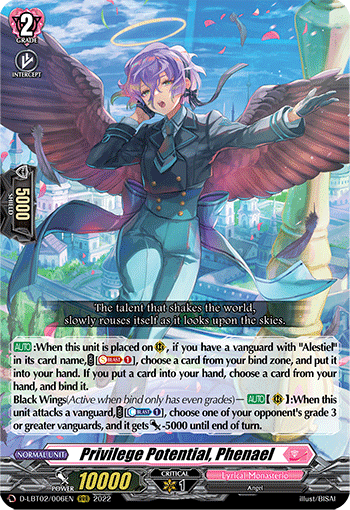 2
GRADE
INTERCEPT
5000
SHIELD
The talent that shakes the world,
slowly rouses itself as it looks upon the skies.
AUTO:When this unit is placed on R, if you have a vanguard with "Alestiel"
in its card name, [BLAST 1], choose a card from your bind zone, and put it
into your hand. If you put a card into your hand, choose a card from your
hand, and bind it.
Black Wings(Active when bind only has even grades)—AUTO[R]:When this
unit attacks a vanguard, [BLAST 1], choose one of your opponent's grade 3
or greater vanguards, and it gets -5000 until end of turn.
NORMAL UNIT
Privilege Potential, Phenael
POWER
10000
CRITICAL
1
Lyrical Monasterio
Angel
D-LBT02/006EN RRR 2022
illust/BISAI